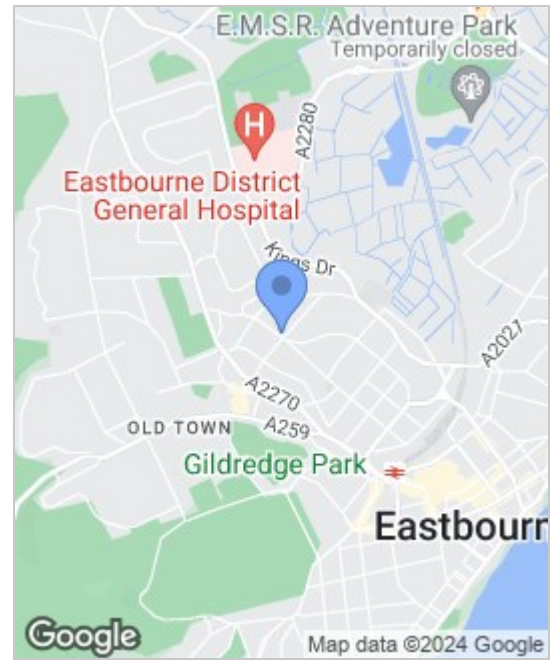 E.M.S.R. Adventure Park
Temporarily closed
H
A2280
Eastbourne District
General Hospital
Kings Dr
A2021
A2270
OLD TOWN
A259
Gildredge Park
Eastbourn
Google
Map data ©2024 Google